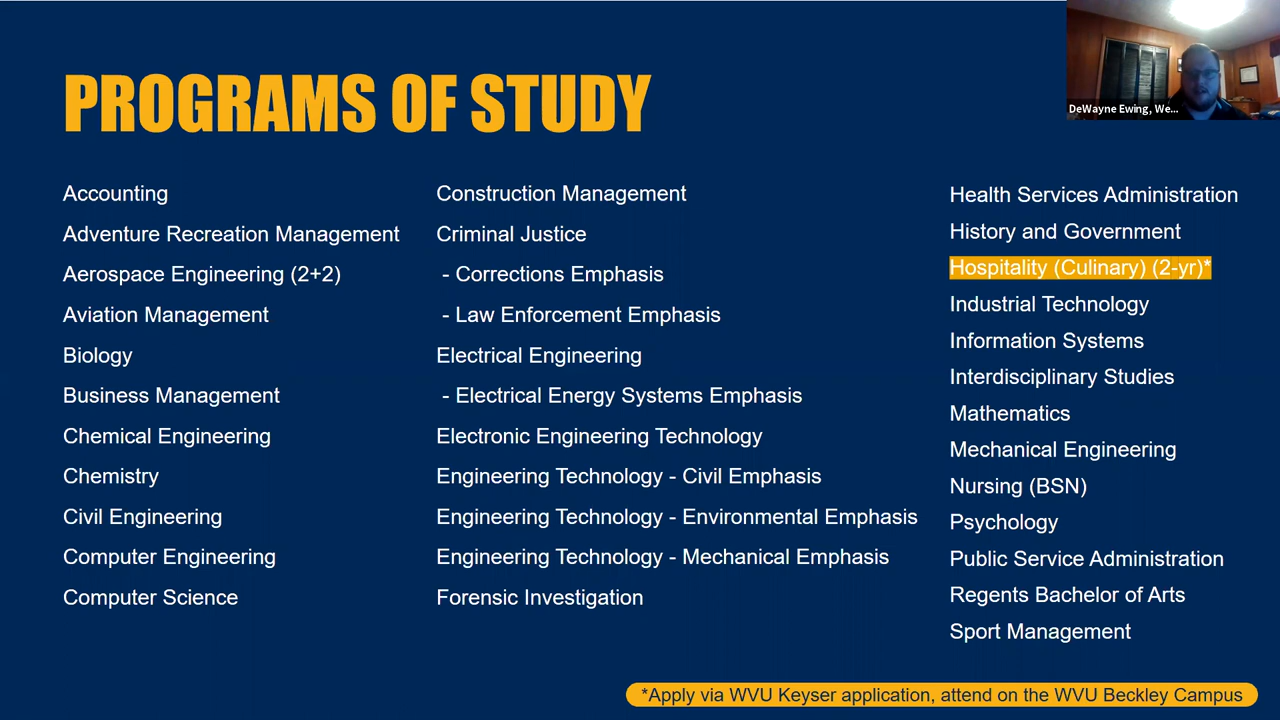 PROGRAMS OF STUDY
DeWayne Ewing, We...
Accounting
Adventure Recreation Management
Aerospace Engineering (2+2)
Aviation Management
Biology
Business Management
Chemical Engineering
Chemistry
Civil Engineering
Computer Engineering
Computer Science
Construction Management
Criminal Justice
- Corrections Emphasis
- Law Enforcement Emphasis
Electrical Engineering
- Electrical Energy Systems Emphasis
Electronic Engineering Technology
Engineering Technology - Civil Emphasis
Engineering Technology - Environmental Emphasis
Engineering Technology - Mechanical Emphasis
Forensic Investigation
Health Services Administration
History and Government
Hospitality (Culinary) (2-yr)*
Industrial Technology
Information Systems
Interdisciplinary Studies
Mathematics
Mechanical Engineering
Nursing (BSN)
Psychology
Public Service Administration
Regents Bachelor of Arts
Sport Management
*Apply via WVU Keyser application, attend on the WVU Beckley Campus